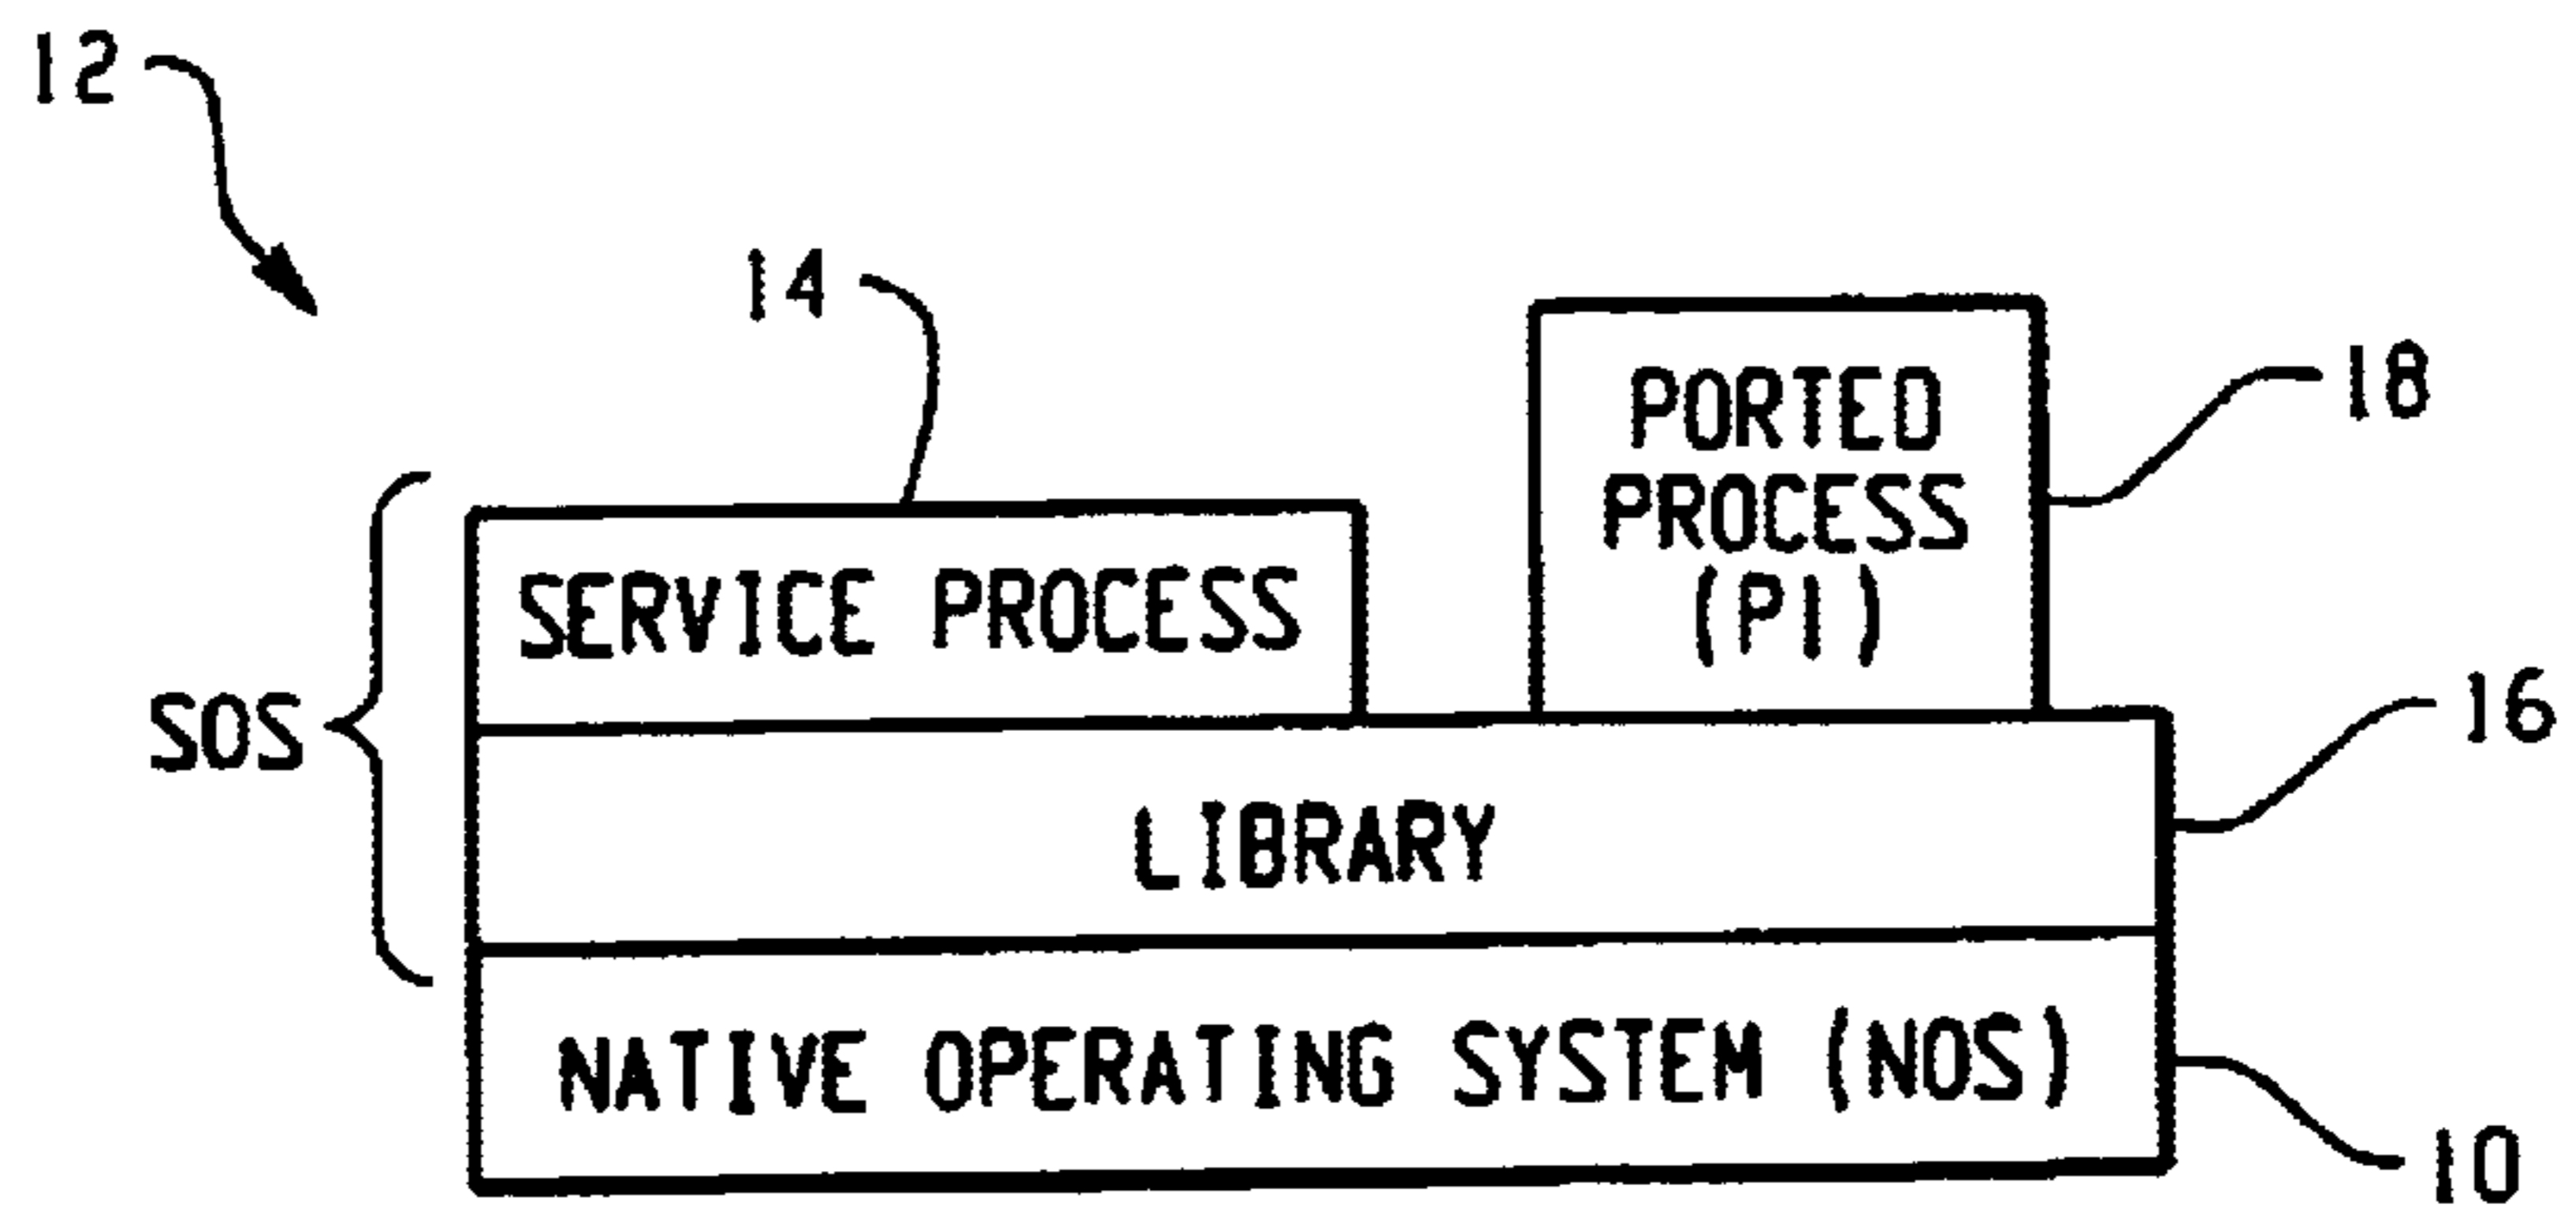 12
14
PORTED
PROCESS
(P1)
18
SERVICE PROCESS
SOS
16
LIBRARY
NATIVE OPERATING SYSTEM (NOS)
10